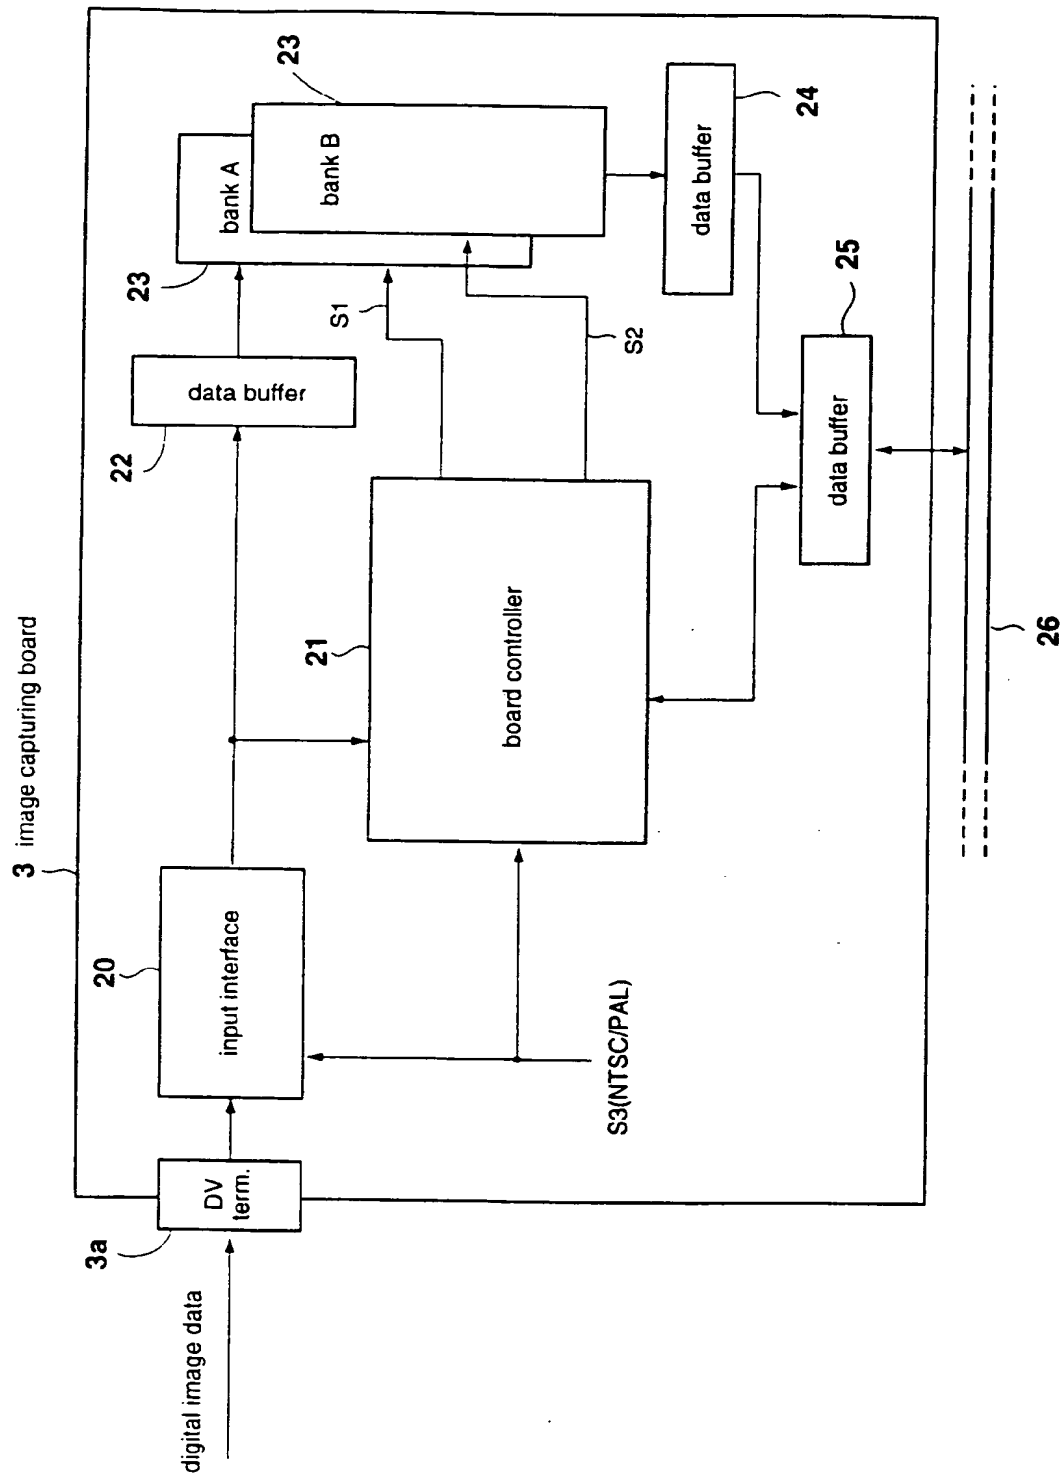 3 image capturing board
digital image data
3a
DV
term.
20
input interface
S3(NTSC/PAL)
21
board controller
22
data buffer
S1
S2
23
bank A
23
bank B
24
data buffer
25
data buffer
26